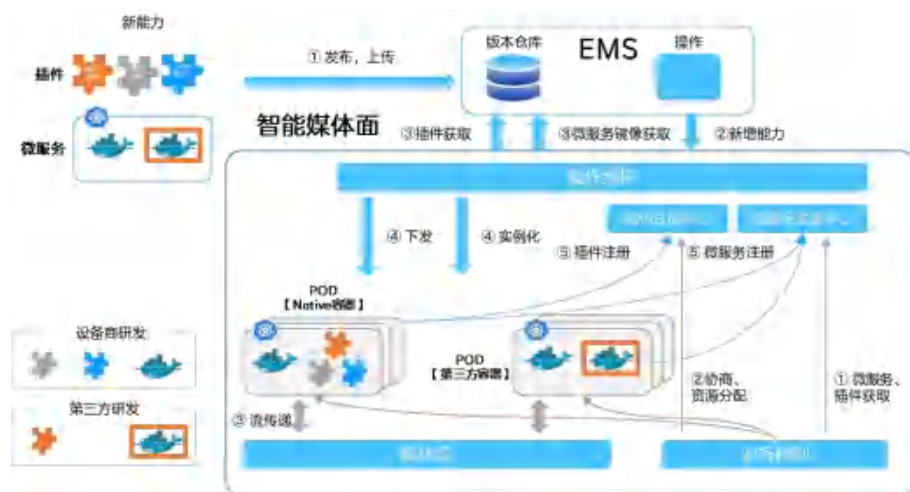 新能力
插件
① 发布，上传
版本仓库
EMS
操作
微服务
智能媒体面
③插件获取
③微服务镜像获取
②新增能力
④ 下发
④ 实例化
⑤ 插件注册
⑤ 微服务注册
POD
【Native容器】
设备商研发
POD
【第三方容器】
②协商、
资源分配
① 微服务、
插件获取
第三方研发
③ 流传递